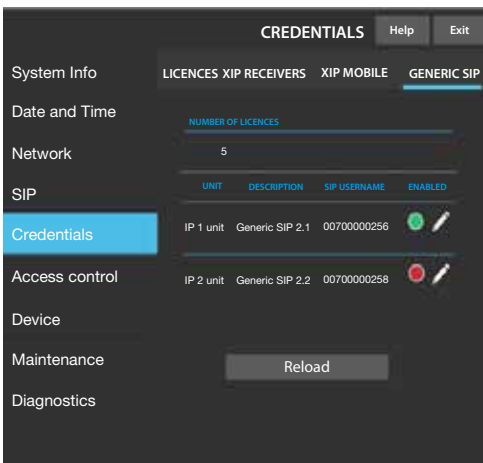 CREDENTIALS Help Exit
System Info
Date and Time
Network
SIP
Credentials
Access control
Device
Maintenance
Diagnostics
LICENCES XIP RECEIVERS XIP MOBILE GENERIC SIP
NUMBER OF LICENCES
5
UNIT DESCRIPTION SIP USERNAME ENABLED
IP 1 unit Generic SIP 2.1 00700000256
IP 2 unit Generic SIP 2.2 00700000258
Reload